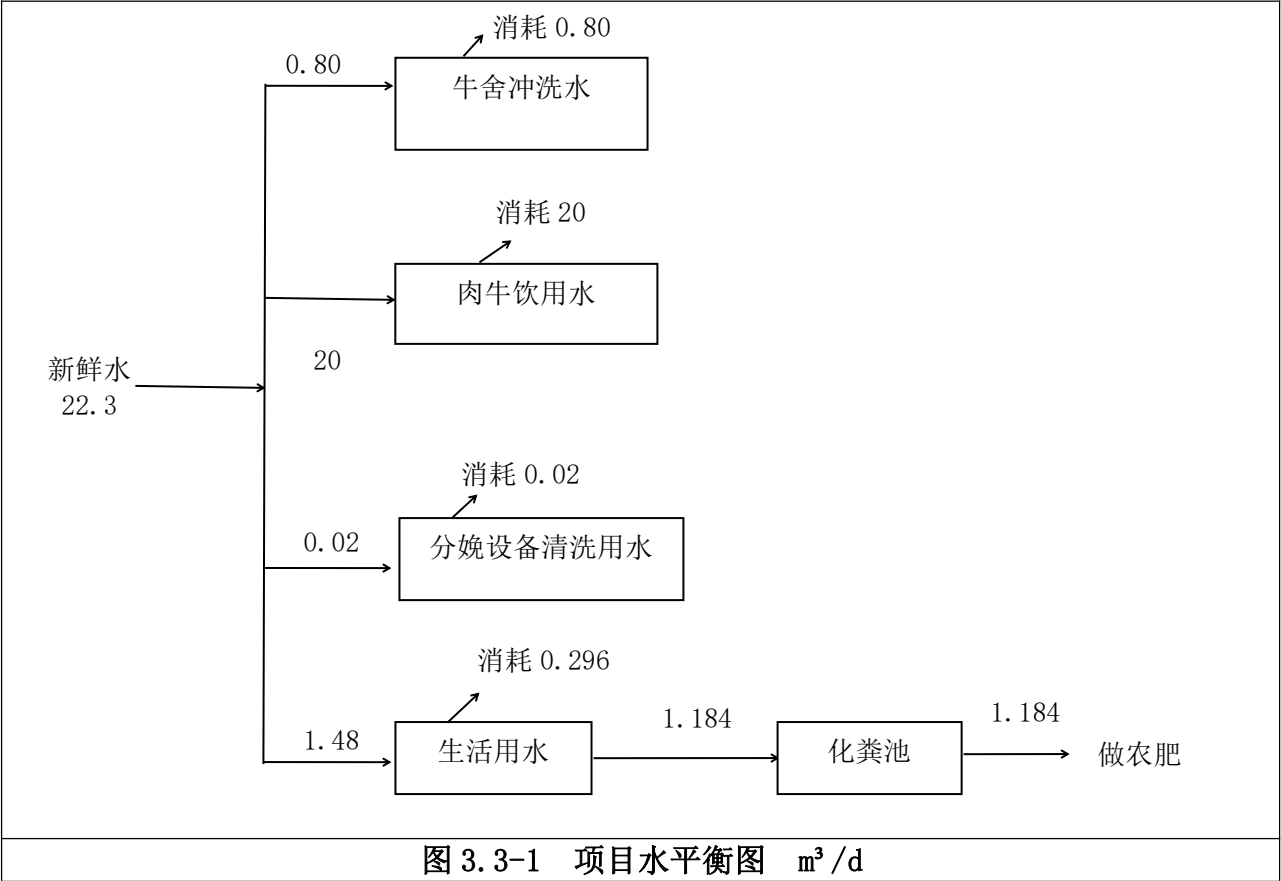 消耗 0.80
0.80
牛舍冲洗水
消耗 20
肉牛饮用水
20
新鲜水
22.3
消耗 0.02
0.02
分娩设备清洗用水
消耗 0.296
1.48
生活用水
1.184
化粪池
1.184
做农肥
图 3.3-1 项目水平衡图 m³/d